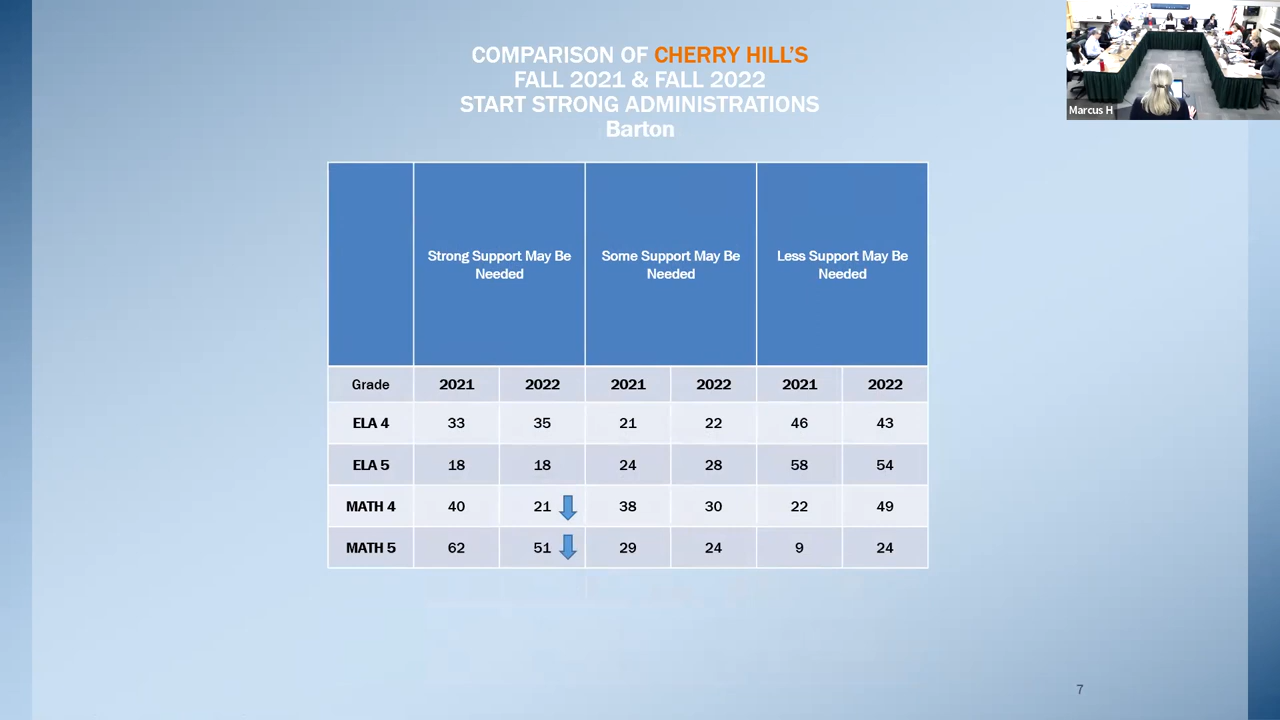 COMPARISON OF CHERRY HILL'S
FALL 2021 & FALL 2022
START STRONG ADMINISTRATIONS
Barton
Marcus H
Strong Support May Be
Needed
Some Support May Be
Needed
Less Support May Be
Needed
Grade 2021 2022 2021 2022 2021 2022
ELA 4 33 35 21 22 46 43
ELA 5 18 18 24 28 58 54
MATH 4 40 21 38 30 22 49
MATH 5 62 51 29 24 9 24
7